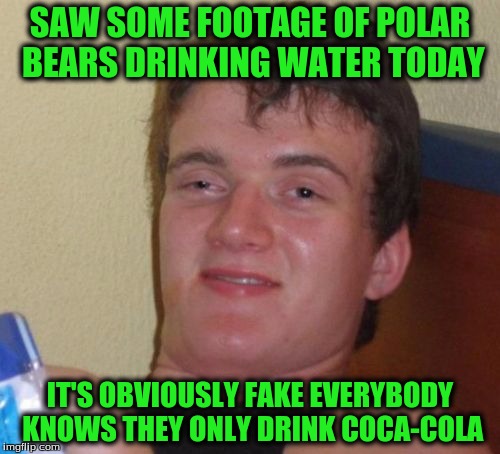 SAW SOME FOOTAGE OF POLAR
BEARS DRINKING WATER TODAY
IT'S OBVIOUSLY FAKE EVERYBODY
KNOWS THEY ONLY DRINK COCA-COLA
imgflip.com